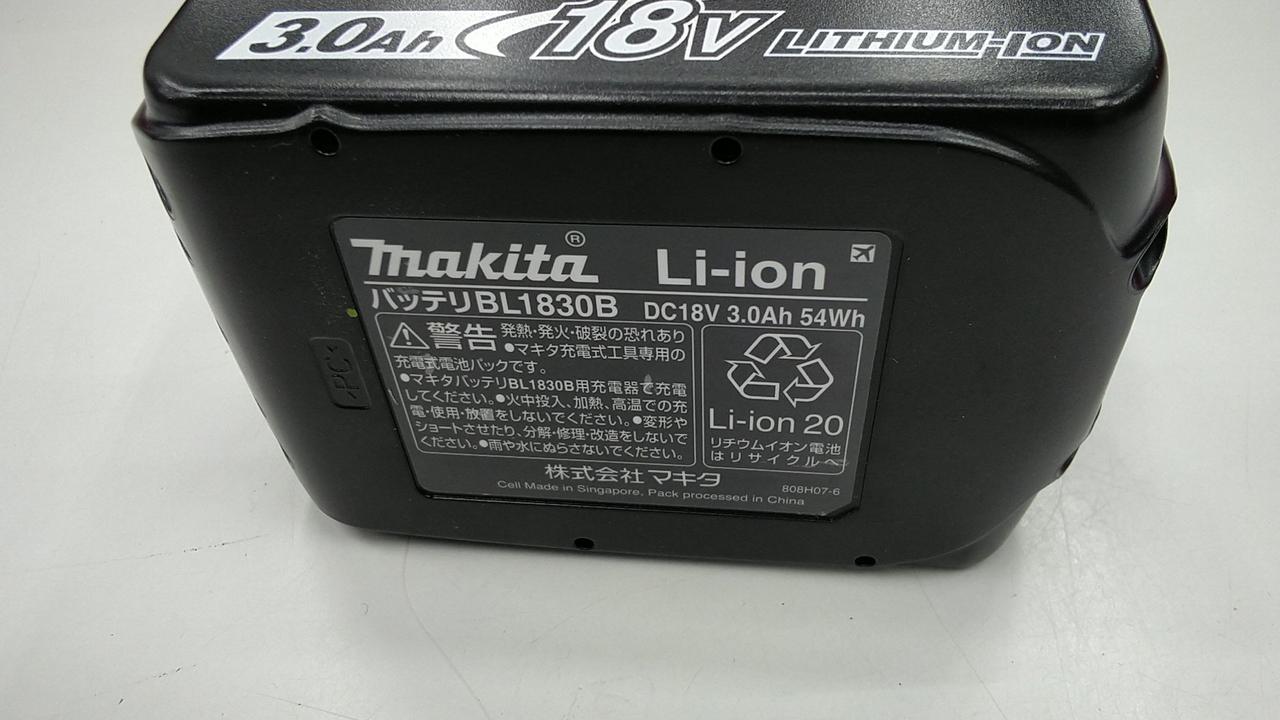 3.0Ah 18V LITHIUM-ION
makita® Li-ion
バッテリBL1830B DC18V 3.0Ah 54Wh
警告 発熱・発火・破裂の恐れあり
●マキタ充電式工具専用の
充電式電池パックです。
●マキタバッテリBL1830B用充電器で充電
してください。●火中投入、加熱、高温での充
電・使用・放置をしないでください。●変形や
ショートさせたり、分解・修理・改造をしないで
ください。●雨や水にぬらさないでください。
Li-ion 20
リチウムイオン電池
はリサイクルへ
株式会社 マキタ
808H07-6
Cell Made in Singapore, Pack processed in China
>PC<